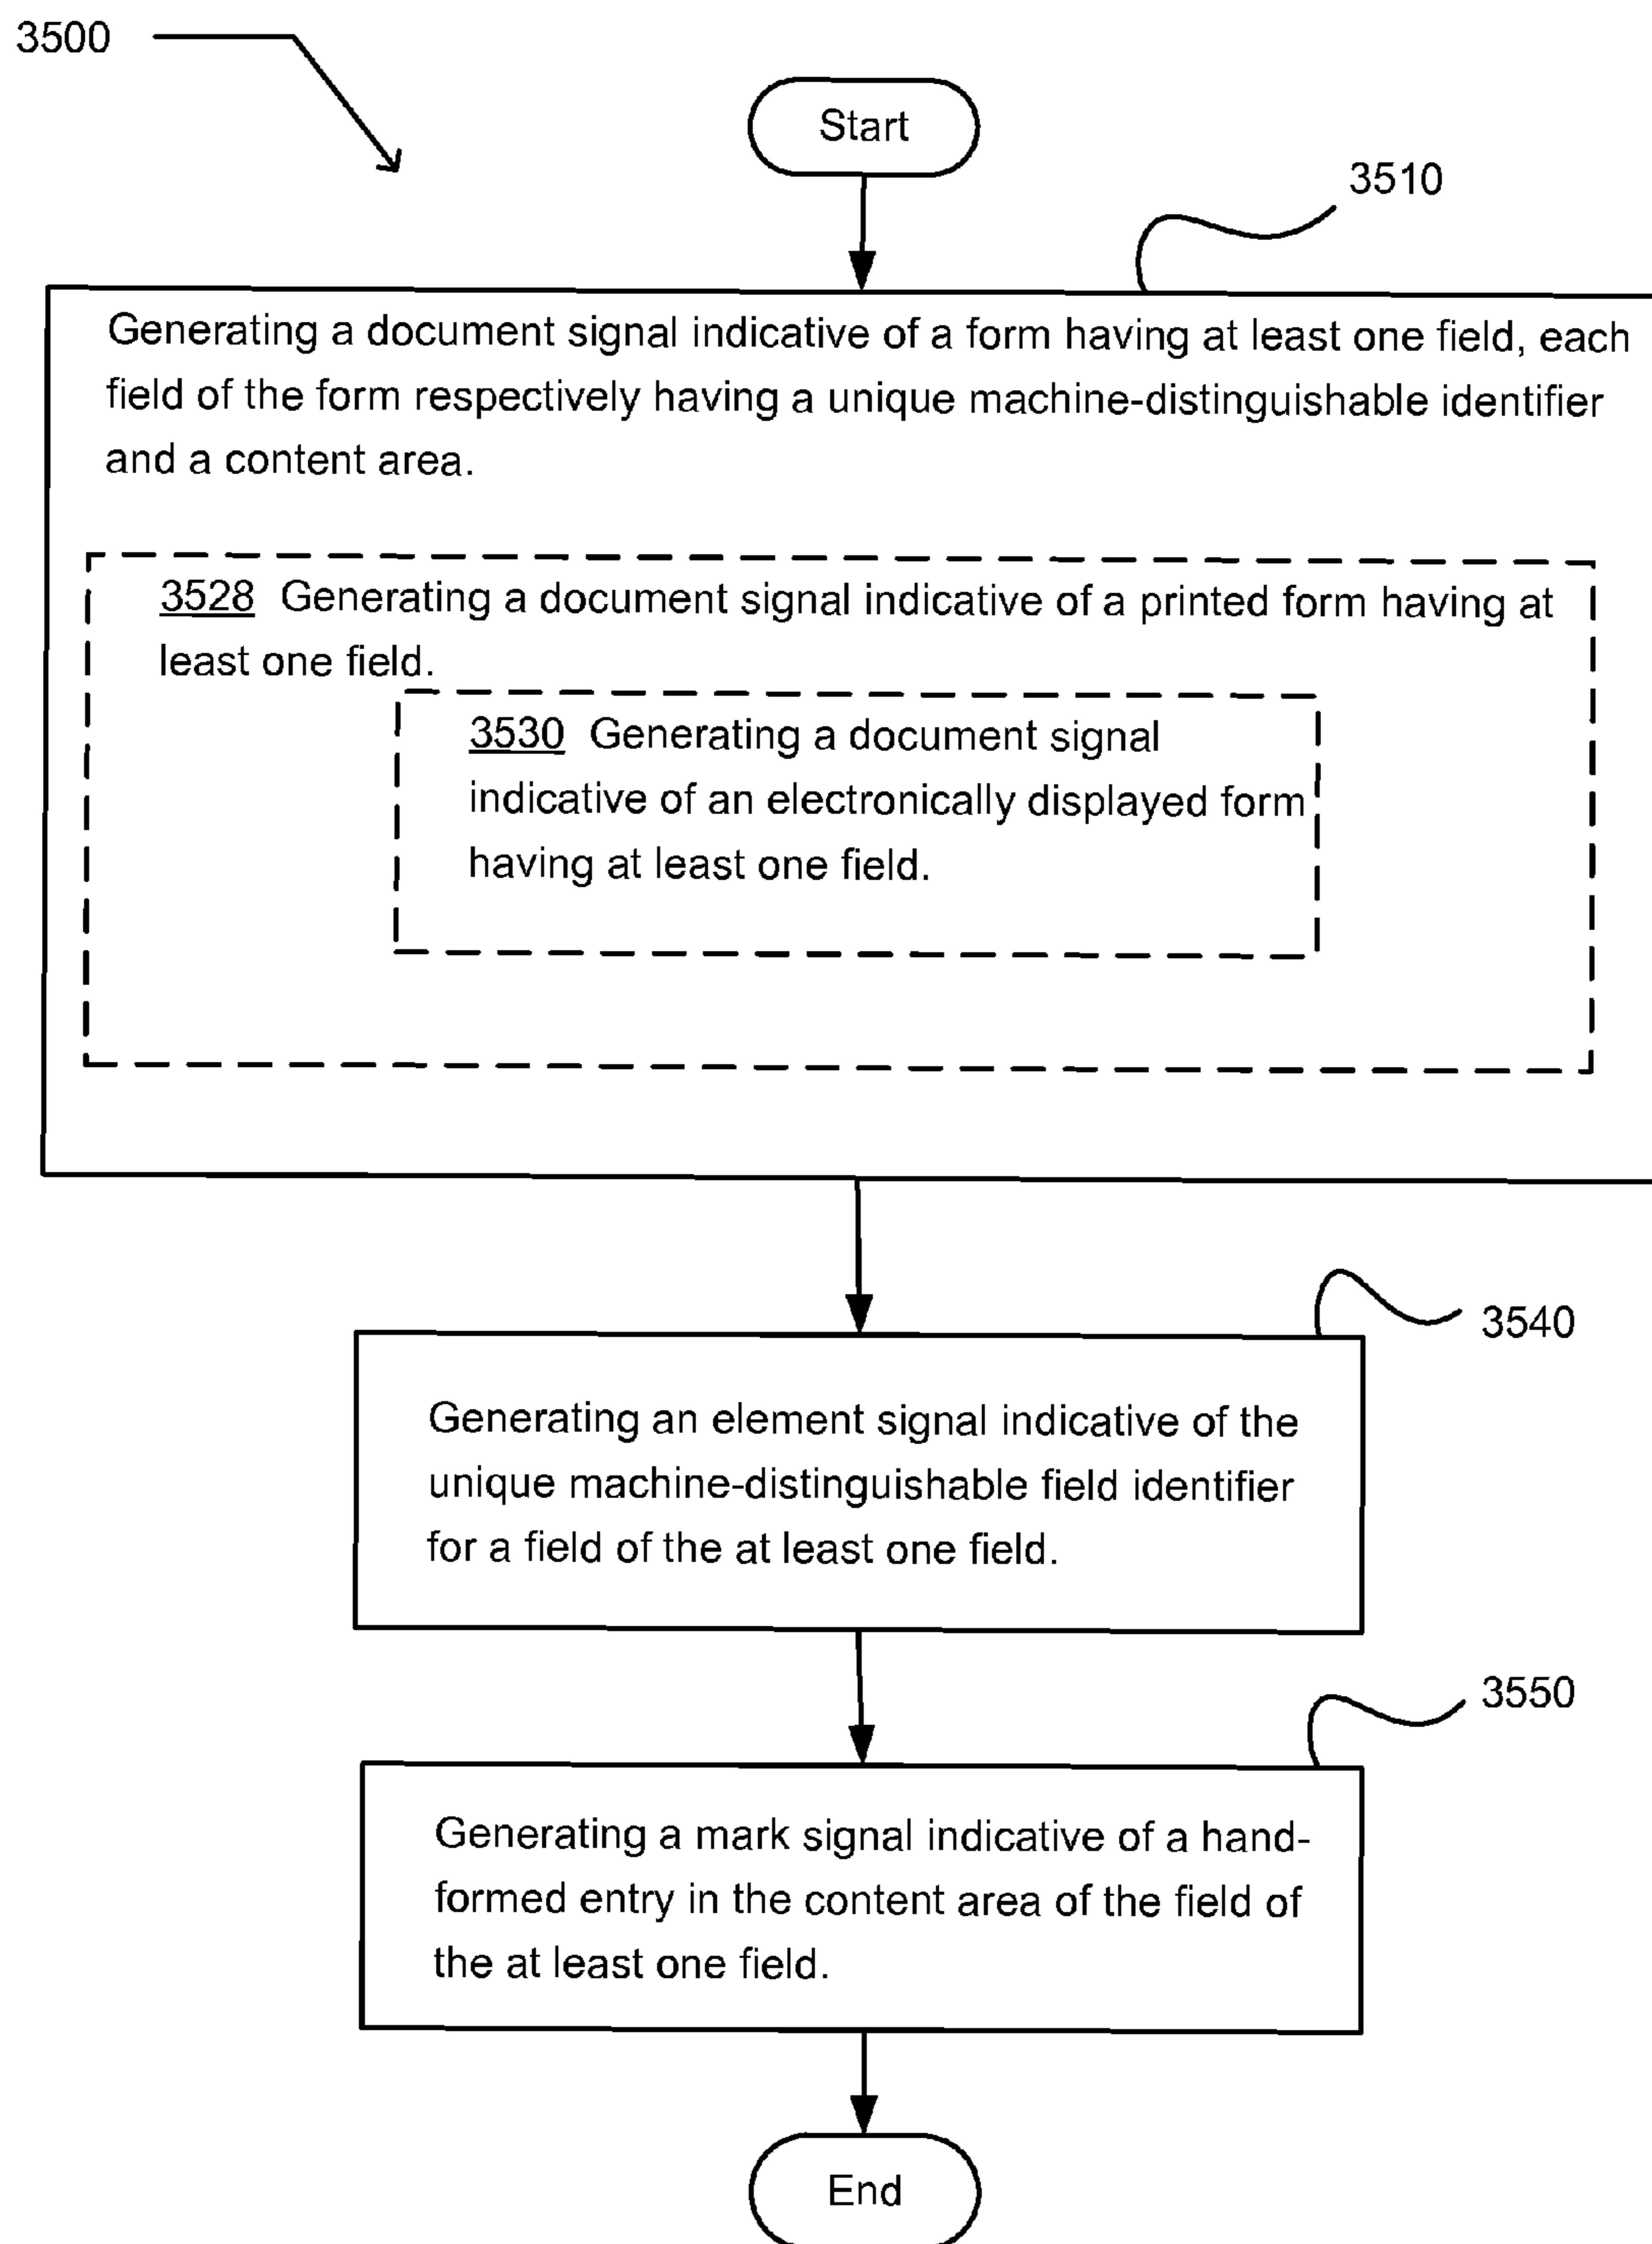 3500
Start
3510
Generating a document signal indicative of a form having at least one field, each
field of the form respectively having a unique machine-distinguishable identifier
and a content area.
3528 Generating a document signal indicative of a printed form having at
least one field.
3530 Generating a document signal
indicative of an electronically displayed form
having at least one field.
3540
Generating an element signal indicative of the
unique machine-distinguishable field identifier
for a field of the at least one field.
3550
Generating a mark signal indicative of a hand-
formed entry in the content area of the field of
the at least one field.
End